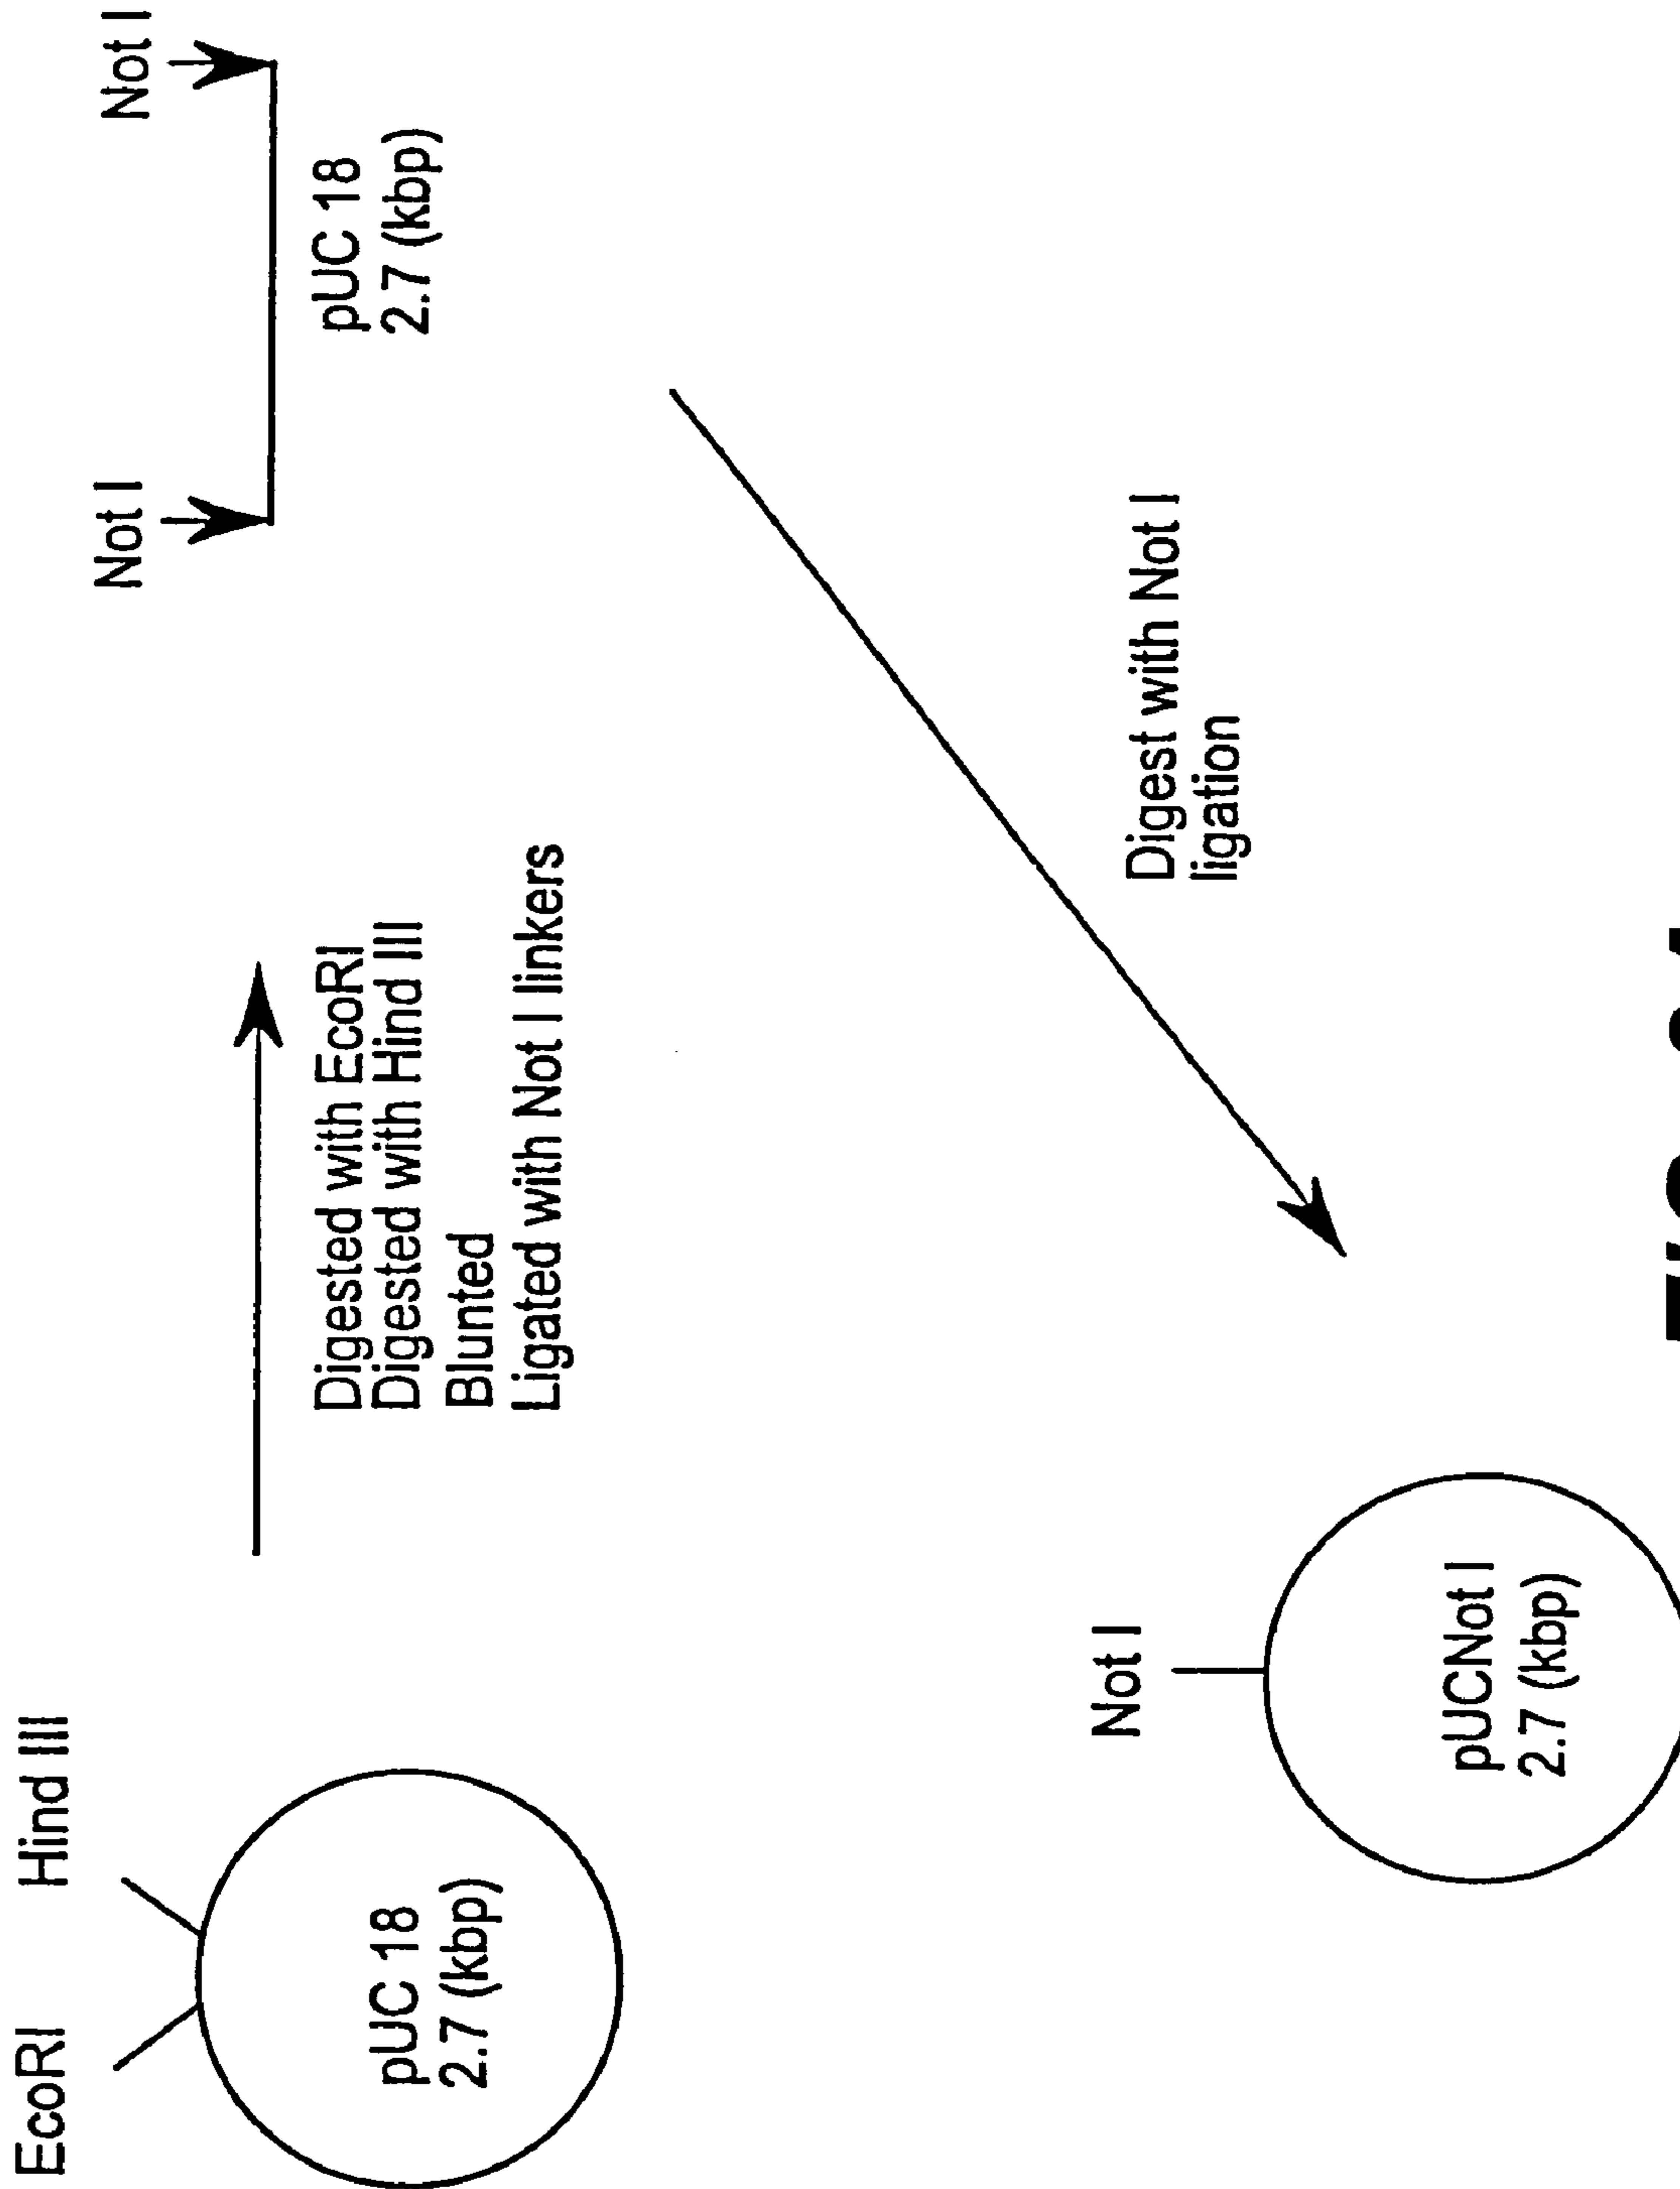 EcoRI
Hind III
pUC 18
2.7 (kbp)
Digested with EcoRI
Digested with Hind III
Blunted
Ligated with Not I linkers
Not I
Not I
pUC 18
2.7 (kbp)
Digest with Not I
ligation
Not I
pUCNot I
2.7 (kbp)